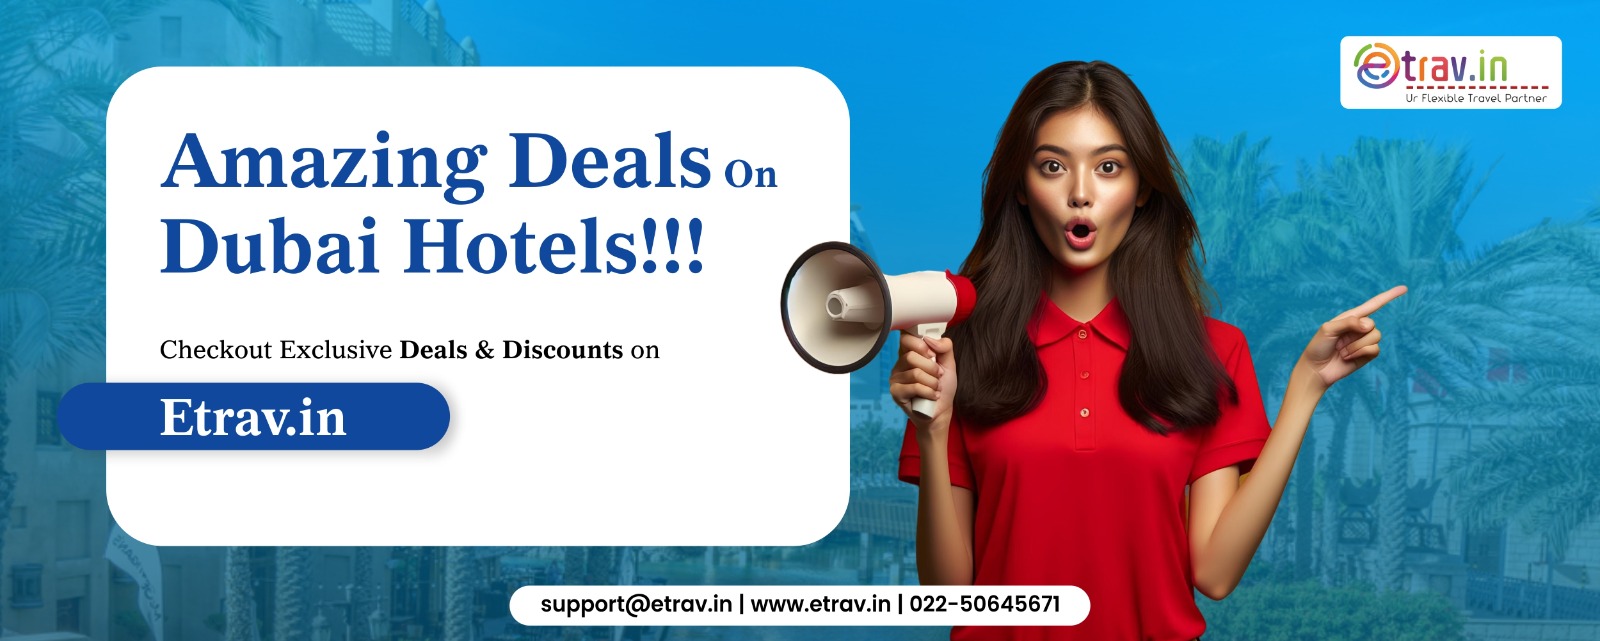 etrav.in
Ur Flexible Travel Partner
Amazing Deals On
Dubai Hotels!!!
Checkout Exclusive Deals & Discounts on
Etrav.in
support@etrav.in | www.etrav.in | 022-50645671